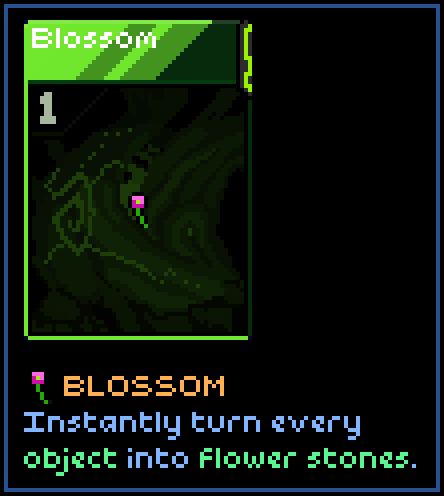 Blossom
1
BLOSSOM
Instantly turn every
object into flower stones.